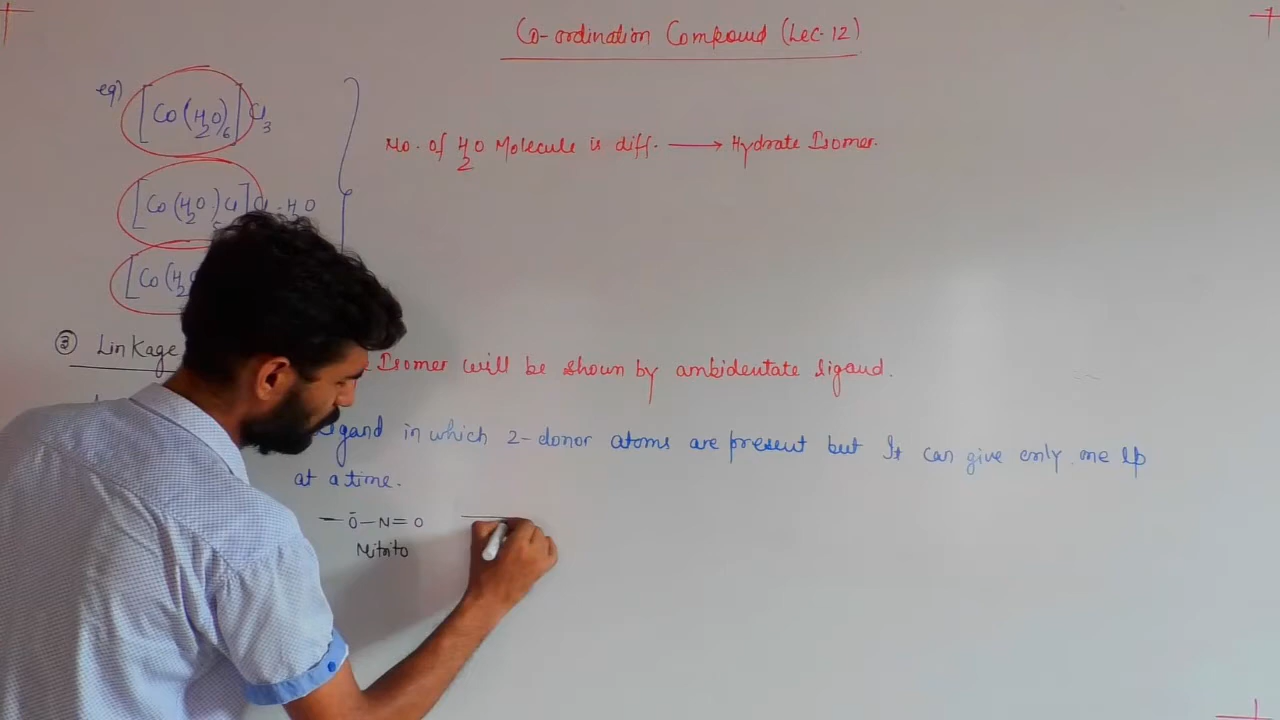 Co-ordination Compound (Lec-12)
eg) [Co(H2O)6]Cl3
No. of H2O Molecule is diff. → Hydrate Isomer.
[Co(H2O)5Cl]Cl2·H2O
[Co(H2O
③ Linkage Isomer will be shown by ambidentate ligand.
Ligand in which 2-donor atoms are present but It can give only one lp
at a time.
— Ō—N=O
Nitrito